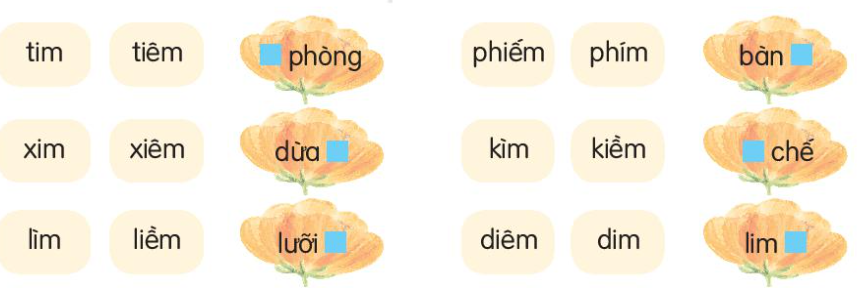 tim tiêm phòng phiếm phím bàn
xim xiêm dừa kìm kiềm chế
lìm liềm lưỡi diêm dim lim